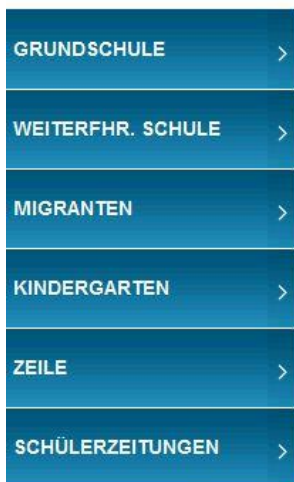 GRUNDSCHULE
WEITERFHR. SCHULE
MIGRANTEN
KINDERGARTEN
ZEILE
SCHÜLERZEITUNGEN